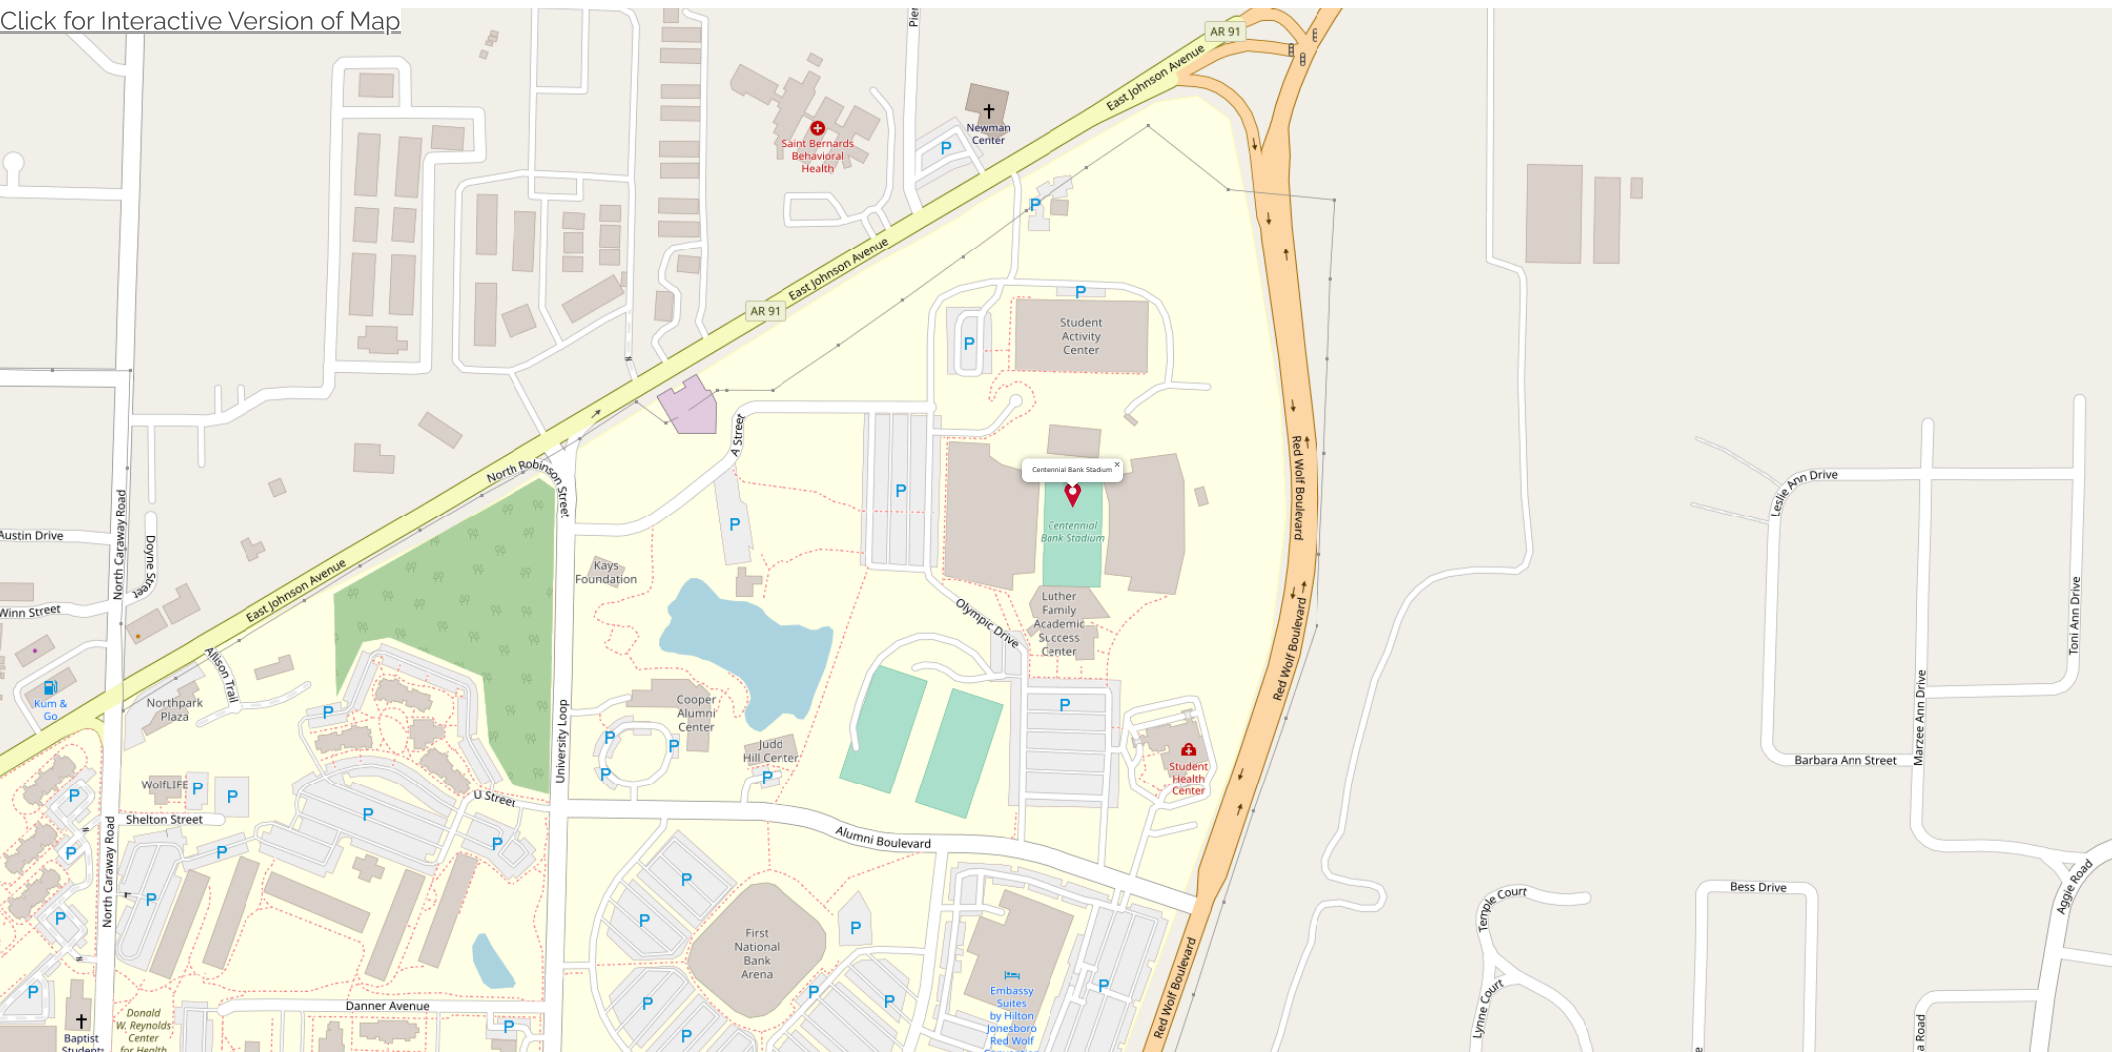 Click for Interactive Version of Map
AR 91
East Johnson Avenue
Newman
Center
P
Saint Bernards
Behavioral
Health
P
East Johnson Avenue
AR 91
P
Student
Activity
Center
P
A Street
North Robinson Street
Centennial Bank Stadium
P
P
Centennial
Bank Stadium
Red Wolf Boulevard
Leslie Ann Drive
Austin Drive
North Caraway Road
Doyne Street
Winn Street
East Johnson Avenue
Kays
Foundation
Olympic Drive
Luther
Family
Academic
Success
Center
Red Wolf Boulevard
Toni Ann Drive
Allison Trail
Kum &
Go
Northpark
Plaza
P
University Loop
Cooper
Alumni
Center
P
P
P
Judd
Hill Center
P
P
Student
Health
Center
Marzee Ann Drive
Barbara Ann Street
WolfLIFE
P
P
P
P
U Street
Shelton Street
P
P
P
Alumni Boulevard
North Caraway Road
P
P
P
P
P
First
National
Bank
Arena
Temple Court
Bess Drive
Aggie Road
P
P
P
P
P
P
Embassy
Suites
by Hilton
Jonesboro
Red Wolf
Red Wolf Boulevard
Lynne Court
Danner Avenue
P
Donald
W. Reynolds
Center
for Health
Baptist
P
a Road